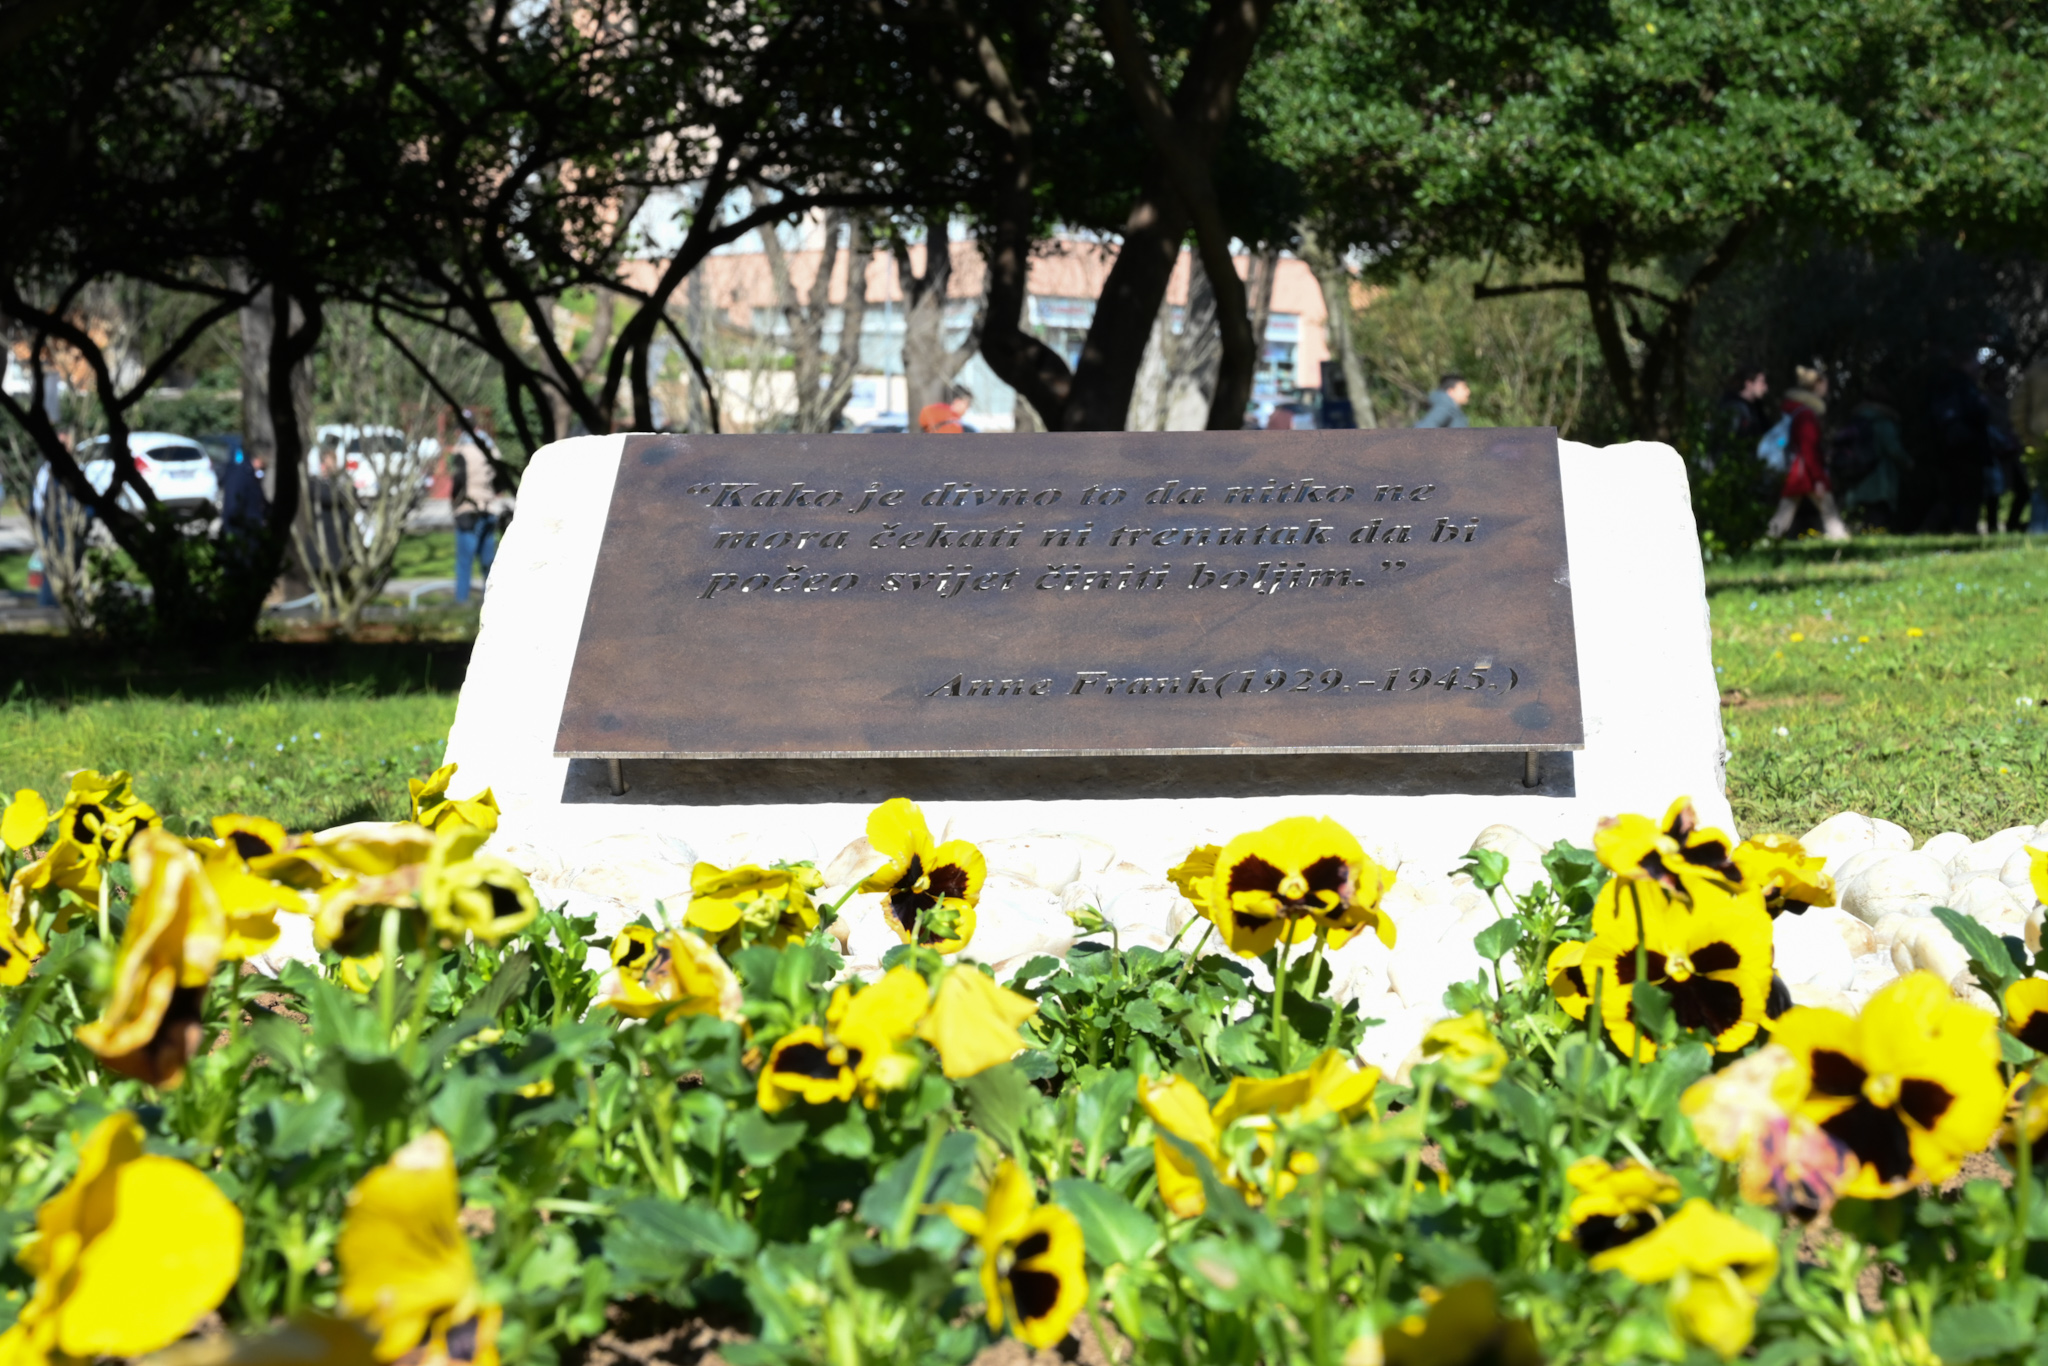 “Kako je divno to da nitko ne
mora čekati ni trenutak da bi
počeo svijet činiti boljim.”
Anne Frank(1929.-1945.)